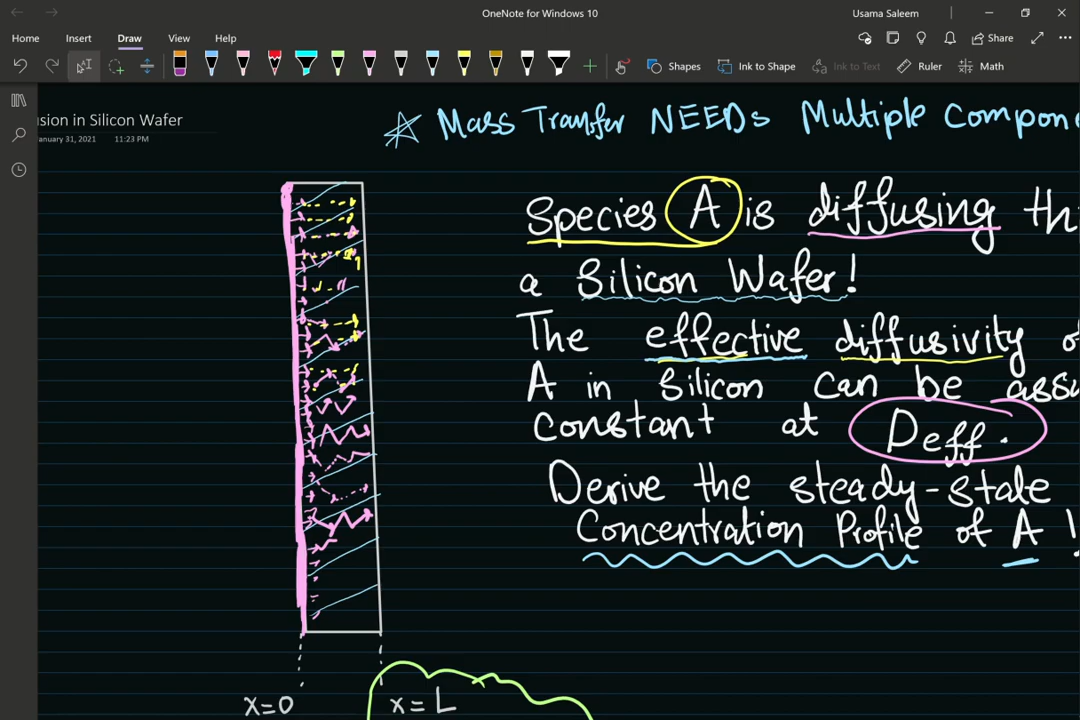 OneNote for Windows 10
Usama Saleem
Home
Insert
Draw
View
Help
Share
Shapes
Ink to Shape
Ink to Text
Ruler
Math
usion in Silicon Wafer
anuary 31, 2021
11:23 PM
Mass Transfer NEEDs Multiple Compon
Species A is diffusing th
a Silicon Wafer!
The effective diffusivity o
A in Silicon can be assu
constant at Deff.
Derive the steady-state
Concentration Profile of A!
x=0
x=L